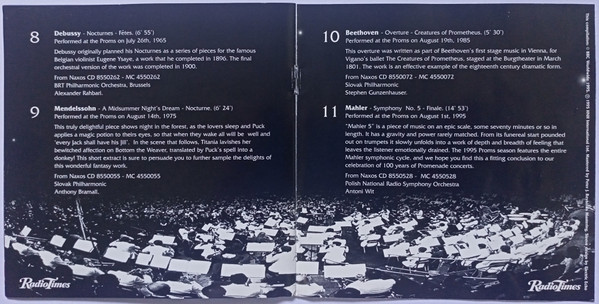 8
Debussy - Nocturnes - Fêtes. (6' 55')
Performed at the Proms on July 26th, 1965
Debussy originally planned his Nocturnes as a series of pieces for the famous
Belgian violinist Eugene Ysaye, a work that he completed in 1896. The final
orchestral version of the work was completed in 1900.
From Naxos CD 8550262 - MC 4550262
BRT Philharmonic Orchestra, Brussels
Alexander Rahbari.
9
Mendelssohn - A Midsummer Night's Dream - Nocturne. (6' 24')
Performed at the Proms on August 14th, 1975
This truly delightful piece shows night in the forest, as the lovers sleep and Puck
applies a magic potion to theirs eyes, so that when they wake all will be well and
'every Jack shall have his Jill'. In the scene that follows, Titania lavishes her
bewitched affection on Bottom the Weaver, translated by Puck's spell into a
donkey! This short extract is sure to persuade you to further sample the delights of
this wonderful fantasy work.
From Naxos CD 8550055 - MC 4550055
Slovak Philharmonic
Anthony Bramall.
RadioTimes
10
Beethoven - Overture - Creatures of Prometheus. (5' 30')
Performed at the Proms on August 19th, 1985
This overture was written as part of Beethoven's first stage music in Vienna, for
Vigano's ballet The Creatures of Prometheus, staged at the Burgtheater in March
1801. The work is an effective example of the eighteenth century dramatic form.
From Naxos CD 8550072 - MC 4550072
Slovak Philharmonic
Stephen Gunzenhauser.
11
Mahler - Symphony No. 5 - Finale. (14' 53')
Performed at the Proms on August 1st, 1995
"Mahler 5" is a piece of music on an epic scale, some seventy minutes or so in
length. It has a gravity and power rarely matched. From its funereal start pounded
out on trumpets it slowly unfolds into a work of depth and breadth of feeling that
leaves the listener emotionally drained. The 1995 Proms season features the entire
Mahler symphonic cycle, and we hope you find this a fitting conclusion to our
celebration of 100 years of Promenade concerts.
From Naxos CD 8550528 - MC 4550528
Polish National Radio Symphony Orchestra
Antoni Wit
RadioTimes